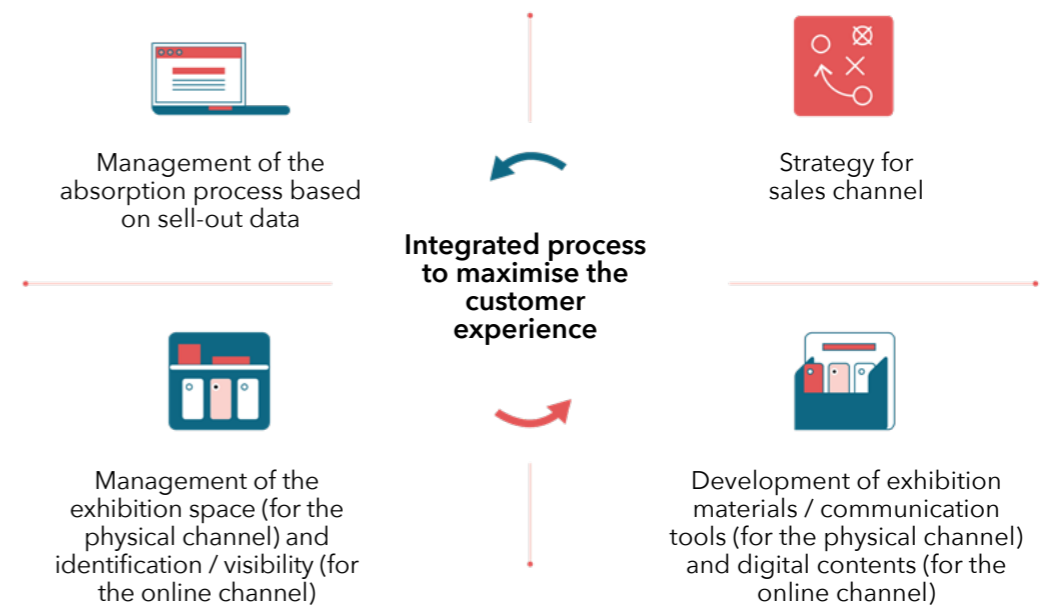 Management of the
absorption process based
on sell-out data
Strategy for
sales channel
Integrated process
to maximise the
customer
experience
Management of the
exhibition space (for the
physical channel) and
identification / visibility (for
the online channel)
Development of exhibition
materials / communication
tools (for the physical channel)
and digital contents (for the
online channel)